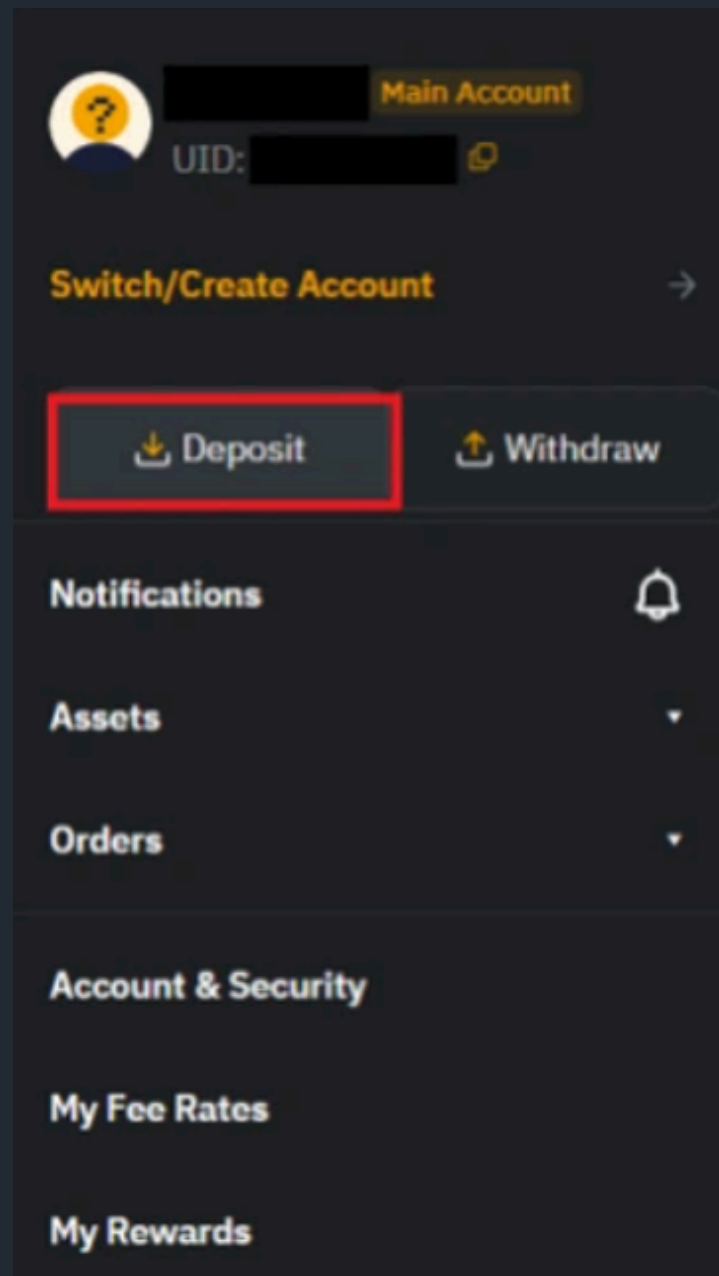 Main Account
UID:
Switch/Create Account
Deposit
Withdraw
Notifications
Assets
Orders
Account & Security
My Fee Rates
My Rewards